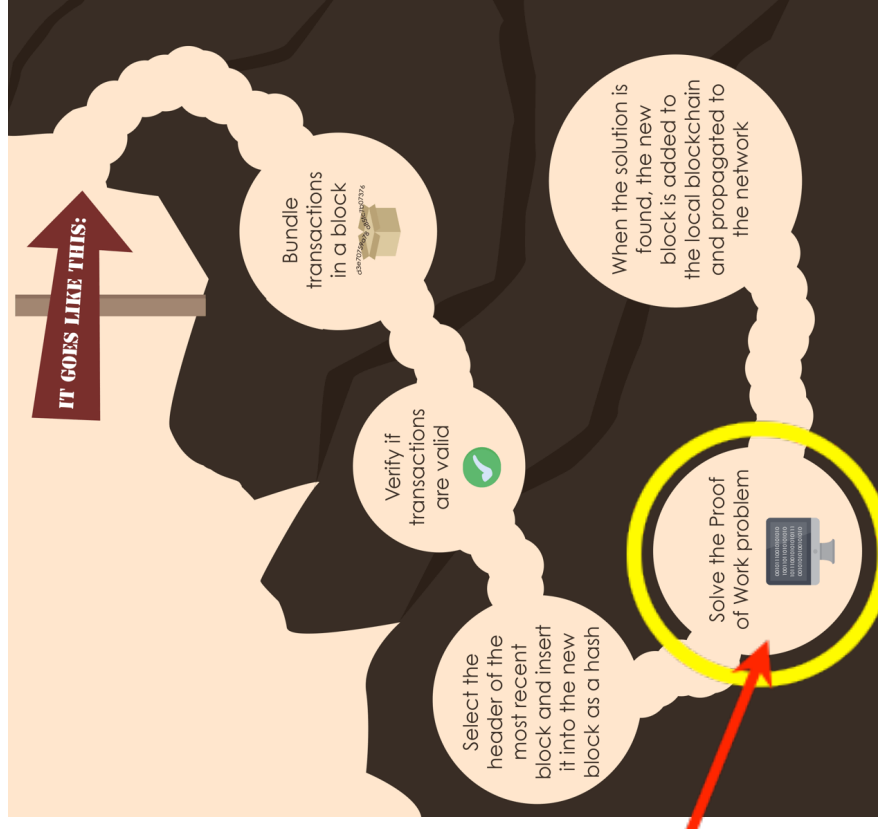 IT GOES LIKE THIS:
Bundle
transactions
in a block
Verify if
transactions
are valid
Select the
header of the
most recent
block and insert
it into the new
block as a hash
Solve the Proof
of Work problem
When the solution is
found, the new
block is added to
the local blockchain
and propagated to
the network